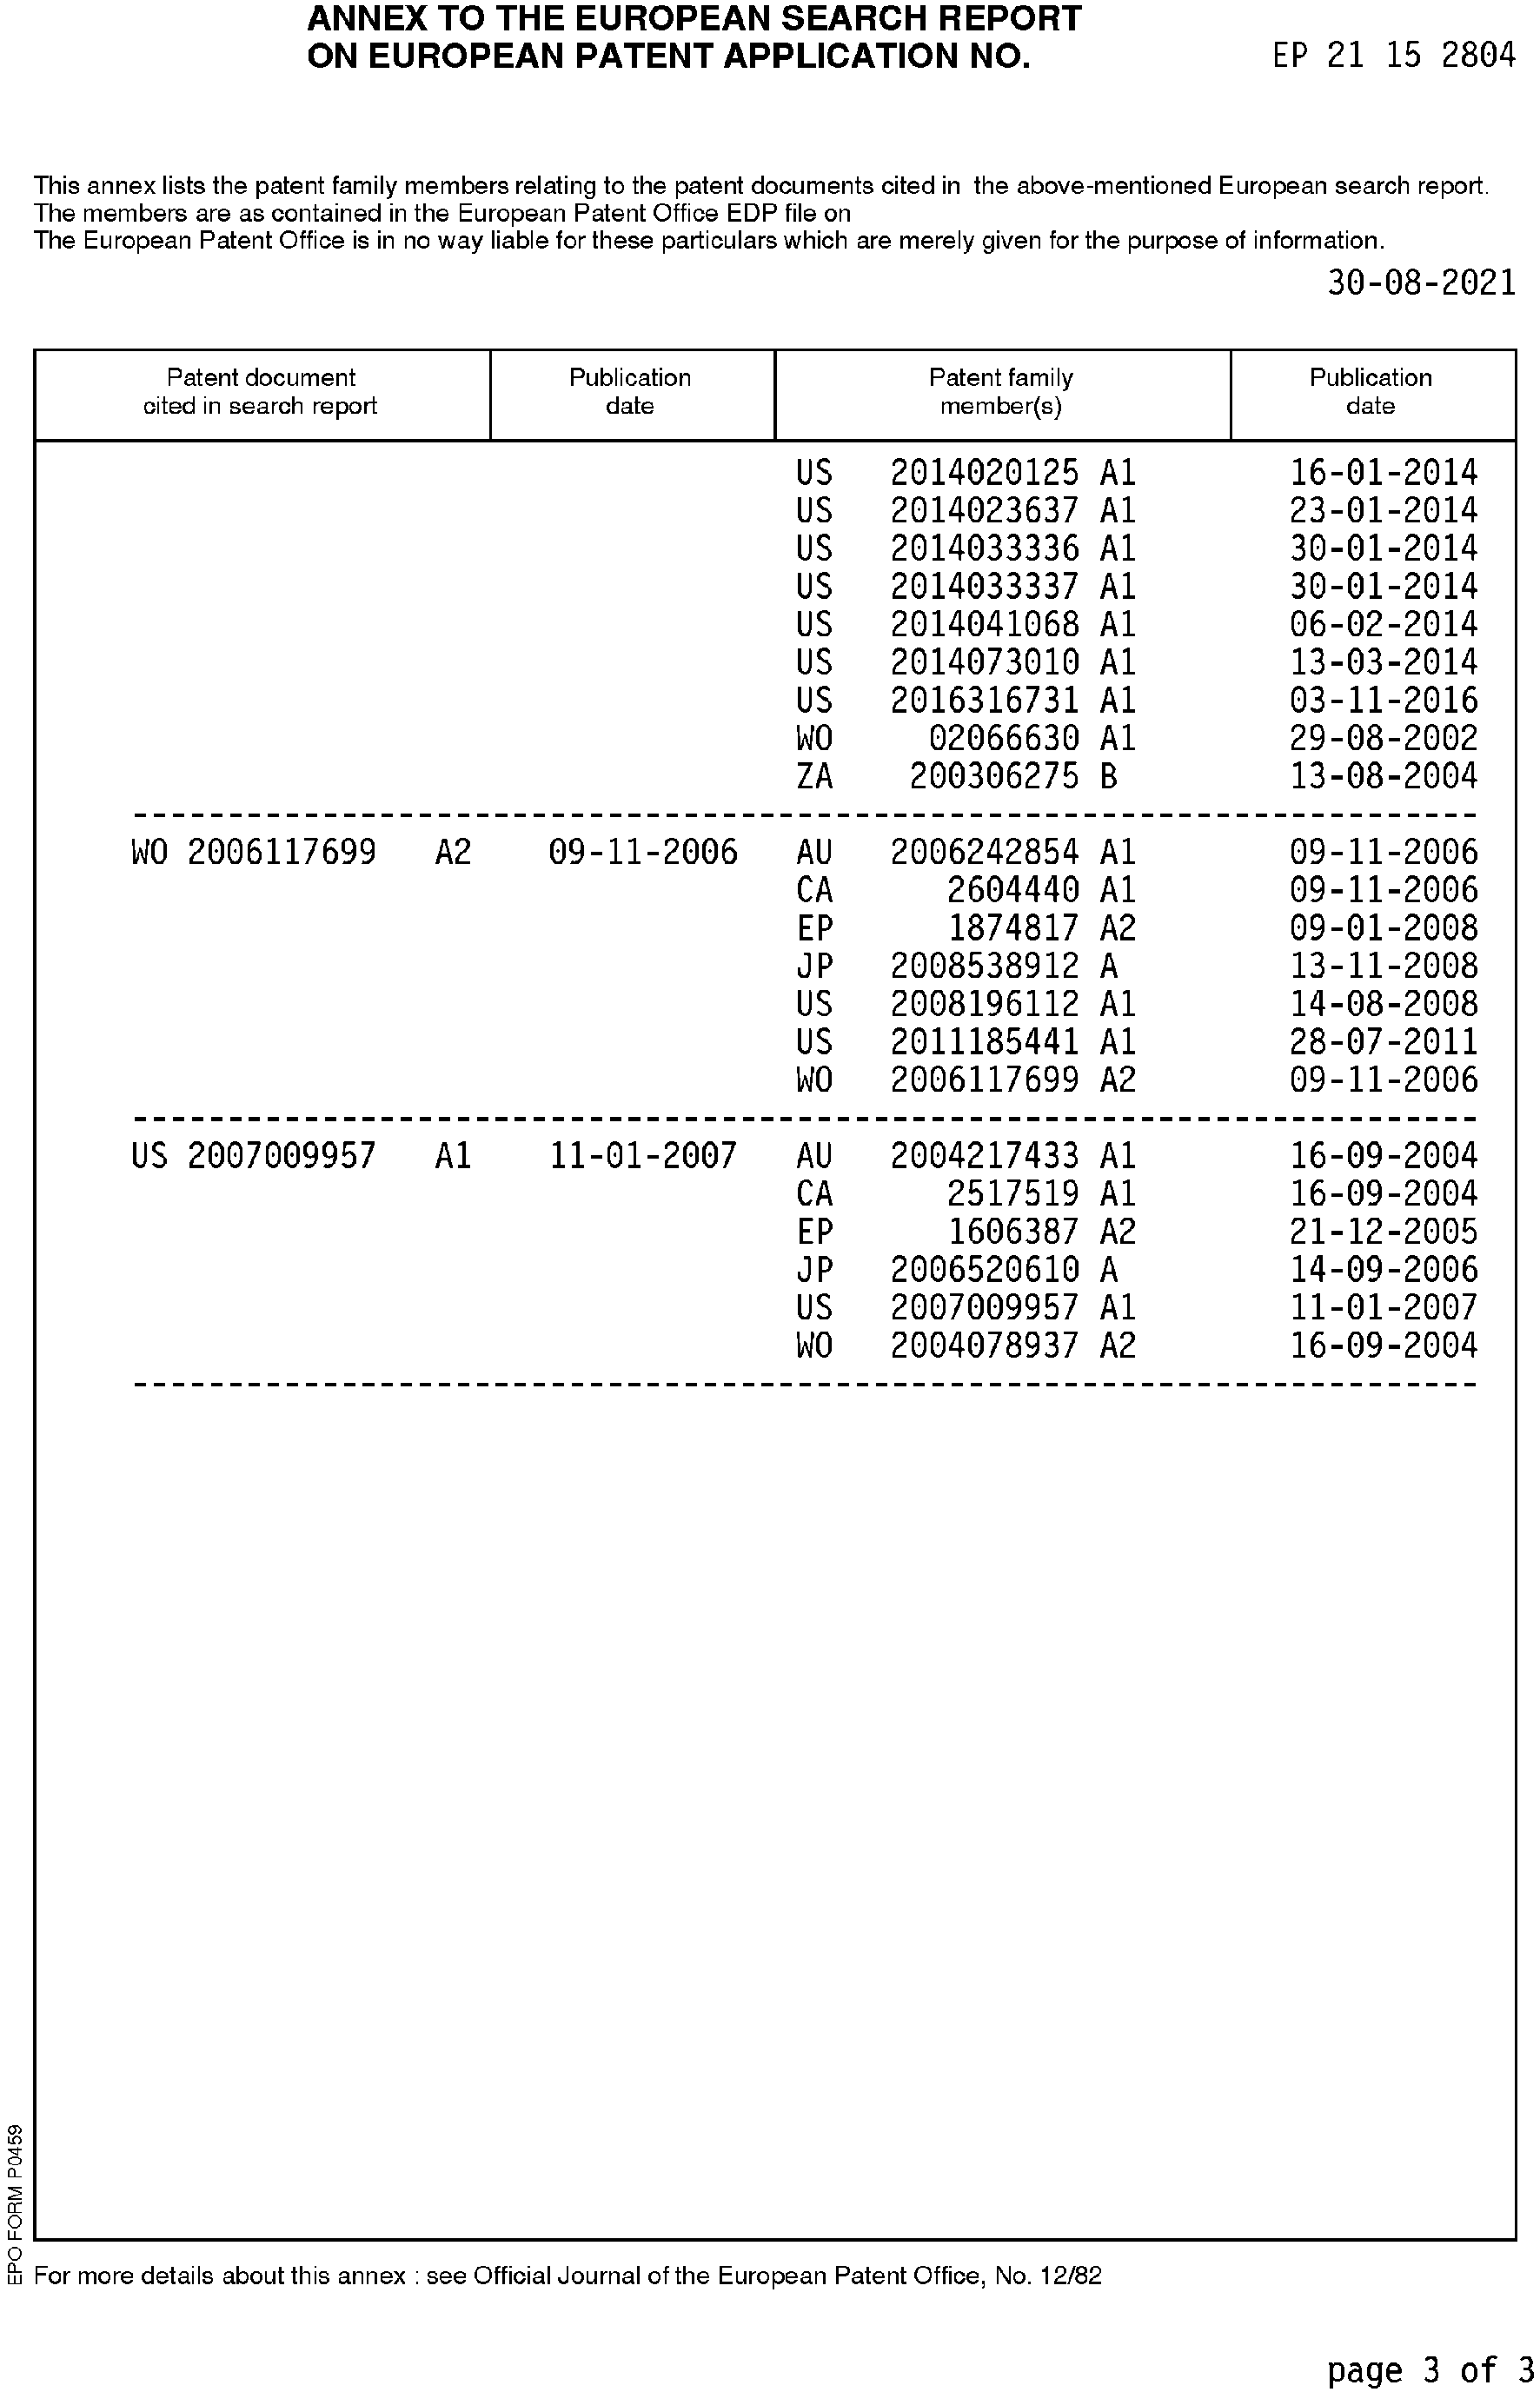 ANNEX TO THE EUROPEAN SEARCH REPORT
ON EUROPEAN PATENT APPLICATION NO. EP 21 15 2804
This annex lists the patent family members relating to the patent documents cited in the above-mentioned European search report.
The members are as contained in the European Patent Office EDP file on
The European Patent Office is in no way liable for these particulars which are merely given for the purpose of information.
30-08-2021
Patent document cited in search report | Publication date | Patent family member(s) | Publication date
US 2014020125 A1 16-01-2014
US 2014023637 A1 23-01-2014
US 2014033336 A1 30-01-2014
US 2014033337 A1 30-01-2014
US 2014041068 A1 06-02-2014
US 2014073010 A1 13-03-2014
US 2016316731 A1 03-11-2016
WO 02066630 A1 29-08-2002
ZA 200306275 B 13-08-2004
WO 2006117699 A2 09-11-2006 AU 2006242854 A1 09-11-2006
CA 2604440 A1 09-11-2006
EP 1874817 A2 09-01-2008
JP 2008538912 A 13-11-2008
US 2008196112 A1 14-08-2008
US 2011185441 A1 28-07-2011
WO 2006117699 A2 09-11-2006
US 2007009957 A1 11-01-2007 AU 2004217433 A1 16-09-2004
CA 2517519 A1 16-09-2004
EP 1606387 A2 21-12-2005
JP 2006520610 A 14-09-2006
US 2007009957 A1 11-01-2007
WO 2004078937 A2 16-09-2004
EPO FORM P0459
For more details about this annex : see Official Journal of the European Patent Office, No. 12/82
page 3 of 3